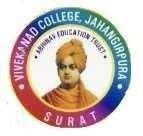 • VIVEKANAD COLLEGE, JAHANGIRPURA •
• ABHINAV EDUCATION TRUST •
SURAT